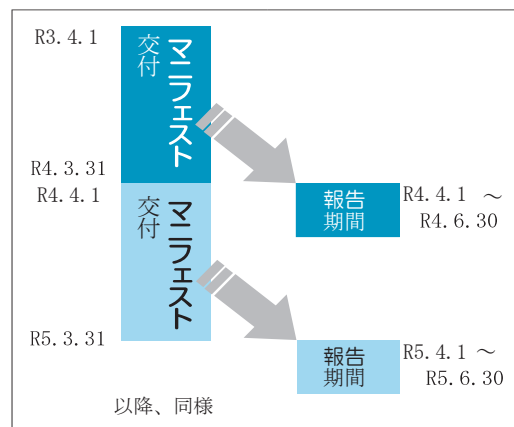 R3.4.1
マニフェスト
交付
R4.3.31
R4.4.1
マニフェスト
交付
報告
期間
R4.4.1 ～
R4.6.30
R5.3.31
報告
期間
R5.4.1 ～
R5.6.30
以降、同様